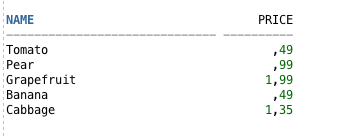 NAME PRICE
------------------------------ ----------
Tomato ,49
Pear ,99
Grapefruit 1,99
Banana ,49
Cabbage 1,35